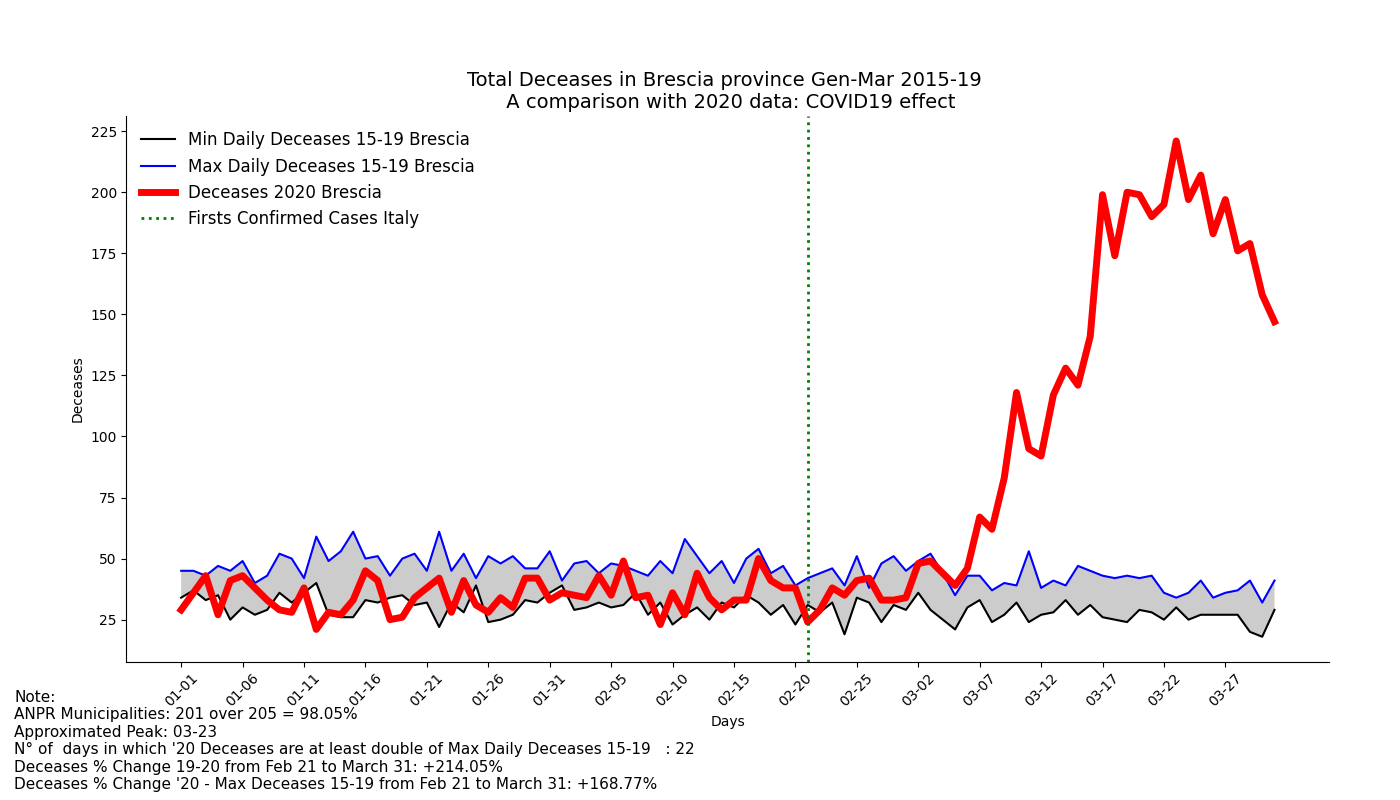 Total Deceases in Brescia province Gen-Mar 2015-19
A comparison with 2020 data: COVID19 effect
Min Daily Deceases 15-19 Brescia
Max Daily Deceases 15-19 Brescia
Deceases 2020 Brescia
Firsts Confirmed Cases Italy
Deceases
225
200
175
150
125
100
75
50
25
01-01
01-06
01-11
01-16
01-21
01-26
01-31
02-05
02-10
02-15
02-20
02-25
03-02
03-07
03-12
03-17
03-22
03-27
Days
Note:
ANPR Municipalities: 201 over 205 = 98.05%
Approximated Peak: 03-23
N° of  days in which '20 Deceases are at least double of Max Daily Deceases 15-19   : 22
Deceases % Change 19-20 from Feb 21 to March 31: +214.05%
Deceases % Change '20 - Max Deceases 15-19 from Feb 21 to March 31: +168.77%